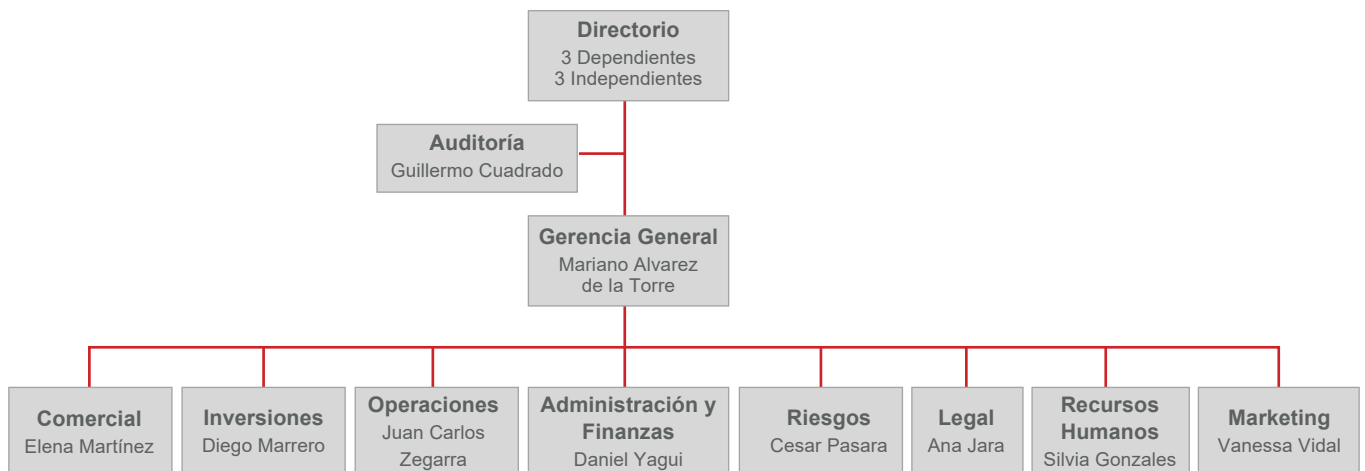 Directorio
3 Dependientes
3 Independientes
Auditoría
Guillermo Cuadrado
Gerencia General
Mariano Alvarez
de la Torre
Comercial
Elena Martínez
Inversiones
Diego Marrero
Operaciones
Juan Carlos
Zegarra
Administración y
Finanzas
Daniel Yagui
Riesgos
Cesar Pasara
Legal
Ana Jara
Recursos
Humanos
Silvia Gonzales
Marketing
Vanessa Vidal